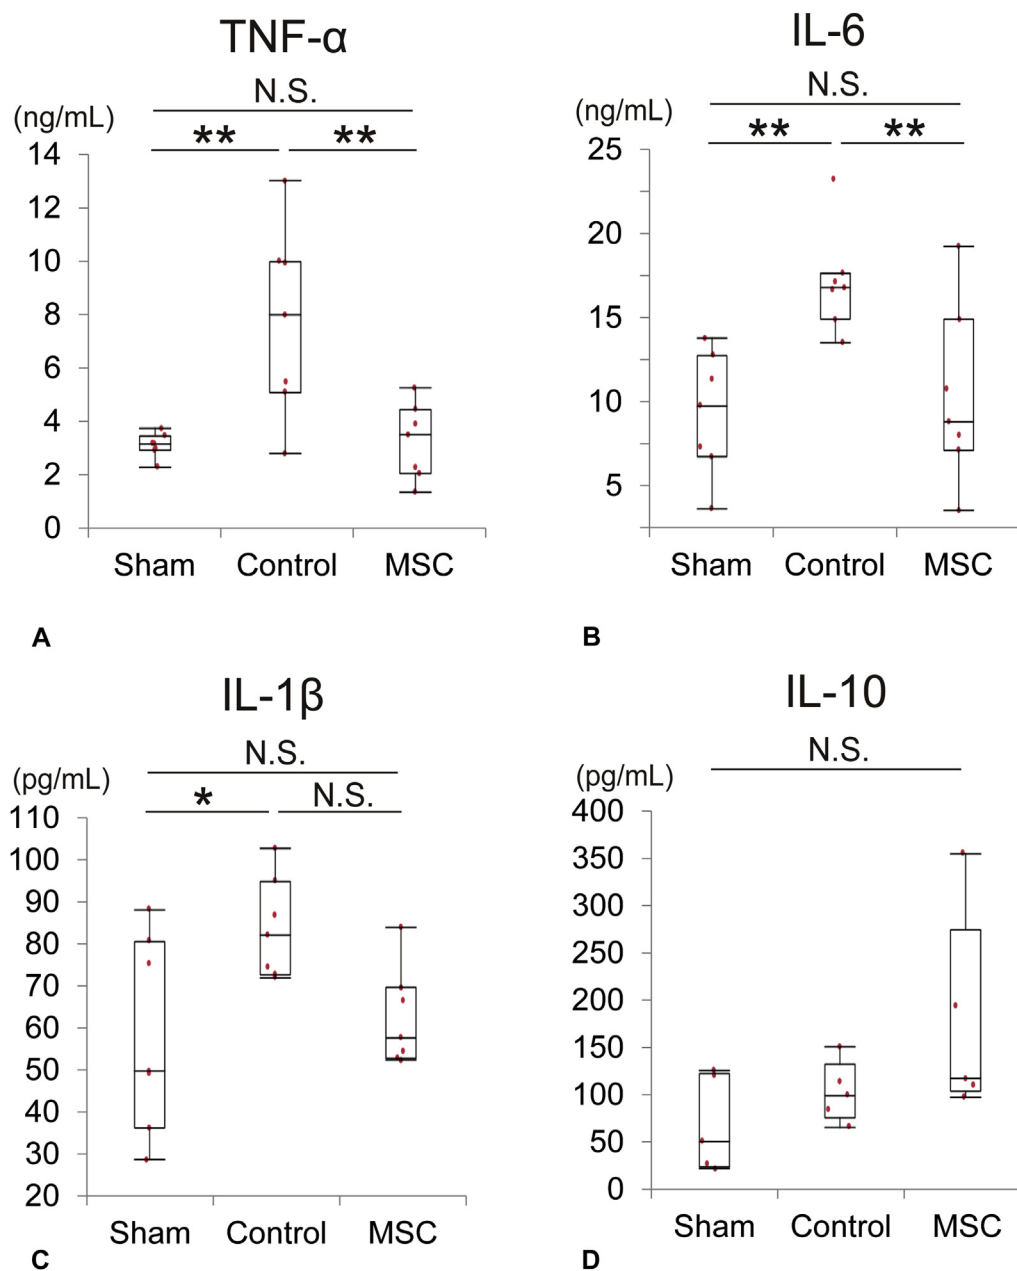 TNF-α
N.S.
(ng/mL)
** **
14
12
10
8
6
4
2
0
Sham Control MSC
A
IL-6
N.S.
(ng/mL)
** **
25
20
15
10
5
Sham Control MSC
B
IL-1β
N.S.
(pg/mL)
* N.S.
110
100
90
80
70
60
50
40
30
20
Sham Control MSC
C
IL-10
N.S.
(pg/mL)
400
350
300
250
200
150
100
50
0
Sham Control MSC
D